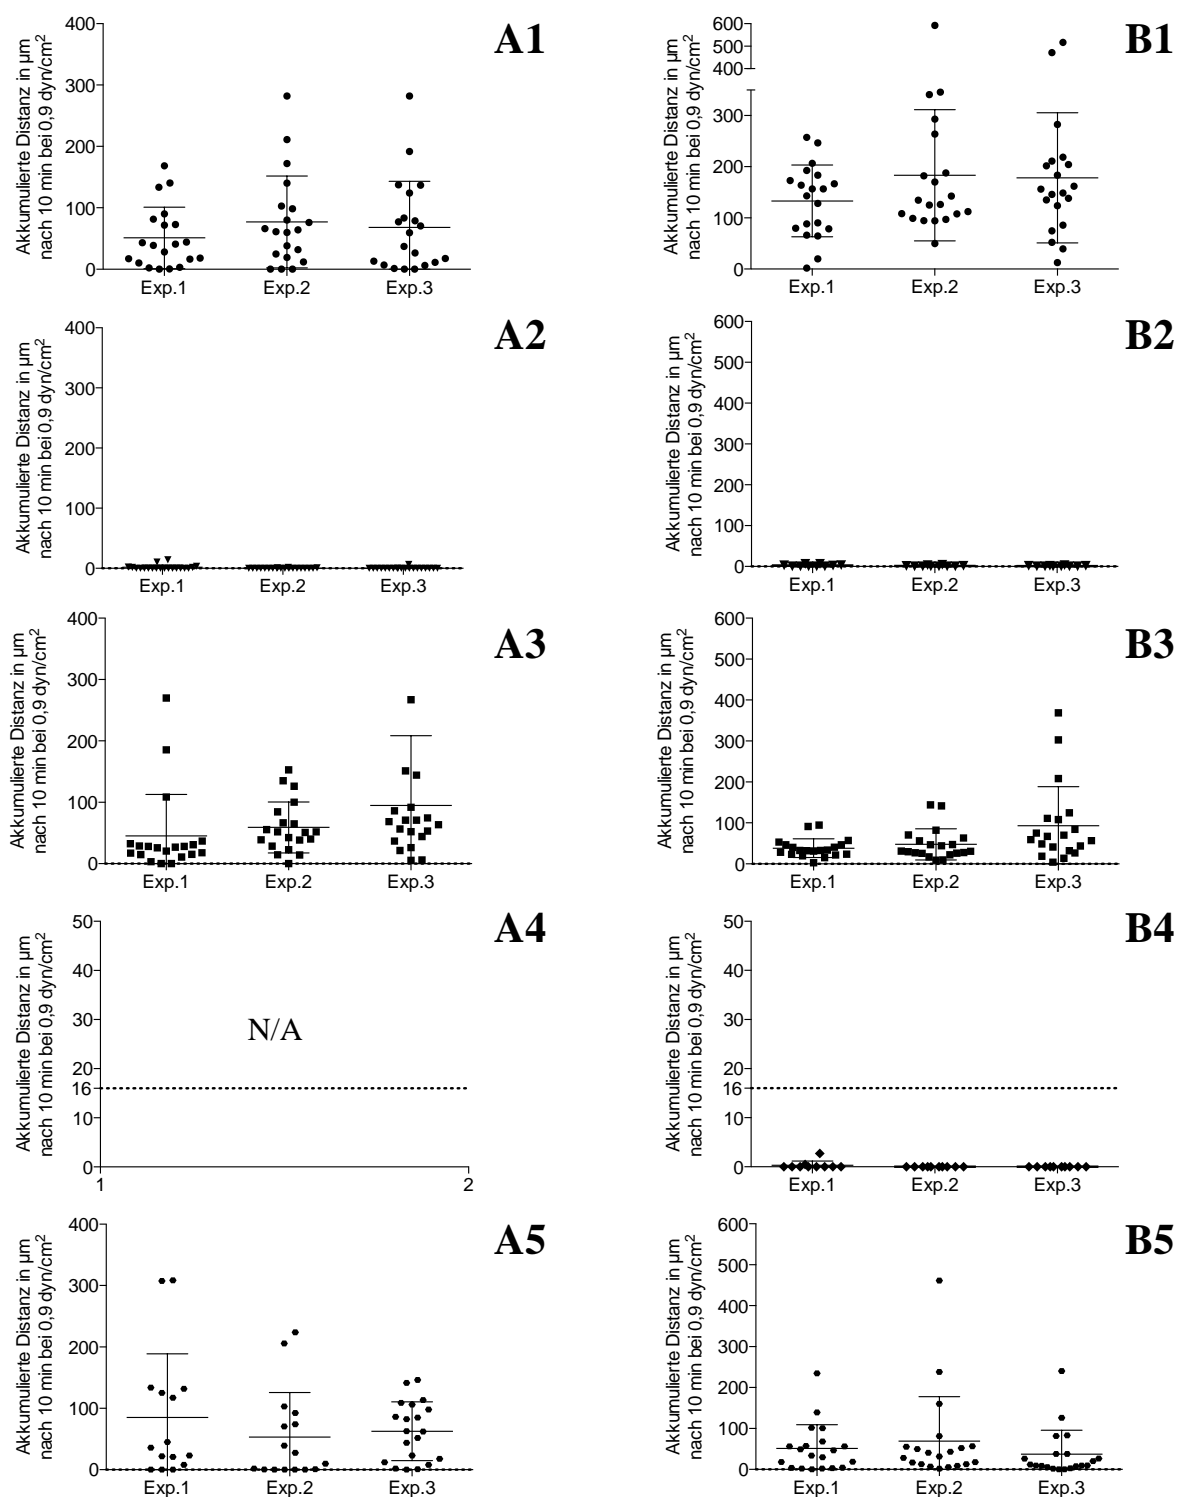 A1
Akkumulierte Distanz in µm
nach 10 min bei 0,9 dyn/cm²
400
300
200
100
0
Exp.1 Exp.2 Exp.3
B1
Akkumulierte Distanz in µm
nach 10 min bei 0,9 dyn/cm²
600
500
400
300
200
100
0
Exp.1 Exp.2 Exp.3
A2
Akkumulierte Distanz in µm
nach 10 min bei 0,9 dyn/cm²
400
300
200
100
0
Exp.1 Exp.2 Exp.3
B2
Akkumulierte Distanz in µm
nach 10 min bei 0,9 dyn/cm²
600
500
400
300
200
100
0
Exp.1 Exp.2 Exp.3
A3
Akkumulierte Distanz in µm
nach 10 min bei 0,9 dyn/cm²
400
300
200
100
0
Exp.1 Exp.2 Exp.3
B3
Akkumulierte Distanz in µm
nach 10 min bei 0,9 dyn/cm²
600
500
400
300
200
100
0
Exp.1 Exp.2 Exp.3
A4
Akkumulierte Distanz in µm
nach 10 min bei 0,9 dyn/cm²
50
40
30
20
16
10
0
N/A
1 2
B4
Akkumulierte Distanz in µm
nach 10 min bei 0,9 dyn/cm²
50
40
30
20
16
10
0
Exp.1 Exp.2 Exp.3
A5
Akkumulierte Distanz in µm
nach 10 min bei 0,9 dyn/cm²
400
300
200
100
0
Exp.1 Exp.2 Exp.3
B5
Akkumulierte Distanz in µm
nach 10 min bei 0,9 dyn/cm²
600
500
400
300
200
100
0
Exp.1 Exp.2 Exp.3